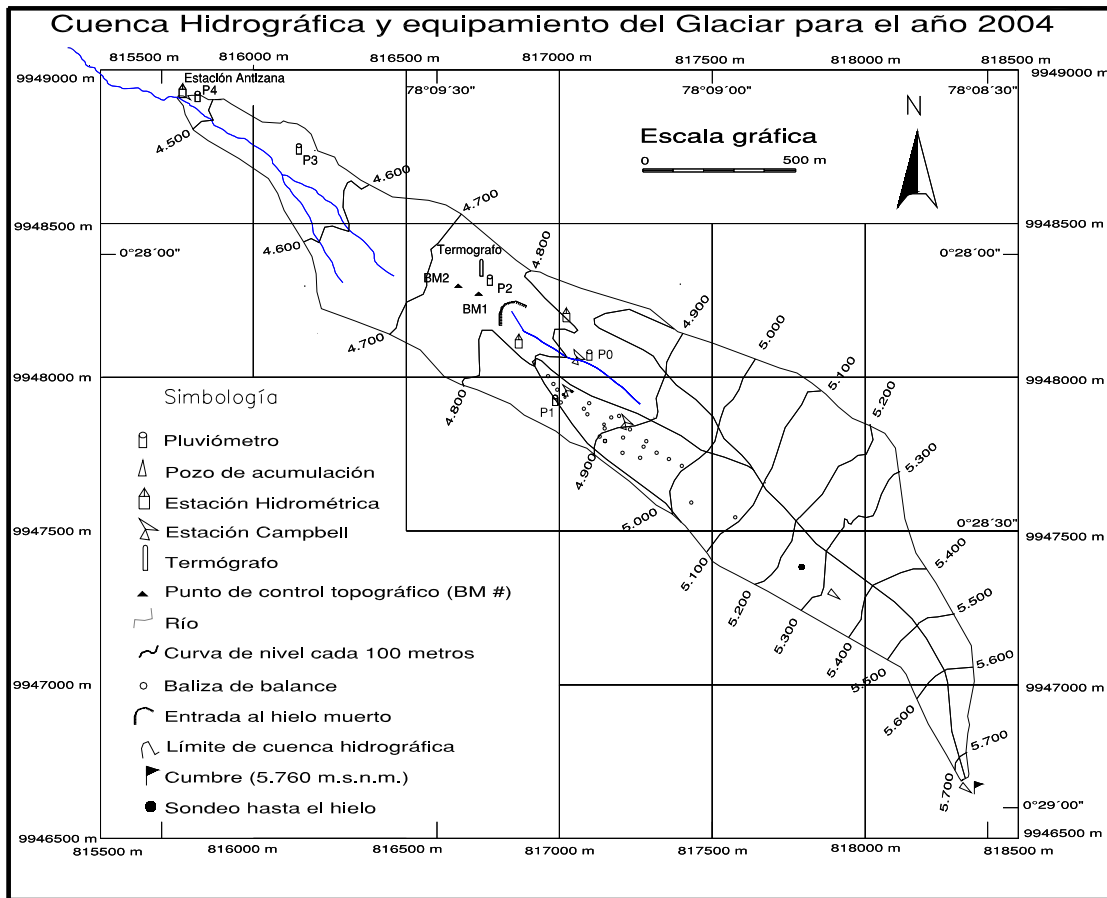 Cuenca Hidrográfica y equipamiento del Glaciar para el año 2004
815500 m
816000 m
816500 m
817000 m
817500 m
818000 m
818500 m
9949000 m
9949000 m
78°09´30"
78°09´00"
78°08´30"
Estación Antizana
P4
P3
4.500
4.600
4.600
4.700
4.700
N
Escala gráfica
0
500 m
9948500 m
9948500 m
0°28´00"
0°28´00"
Termografo
BM2
BM1
P2
P0
P1
4.800
4.800
4.900
4.900
5.000
5.000
5.100
5.100
5.200
5.200
5.300
5.300
5.400
5.400
5.500
5.500
5.600
5.600
5.700
5.700
9948000 m
9948000 m
9947500 m
9947500 m
0°28´30"
9947000 m
9947000 m
0°29´00"
9946500 m
9946500 m
Simbología
Pluviómetro
Pozo de acumulación
Estación Hidrométrica
Estación Campbell
Termógrafo
Punto de control topográfico (BM #)
Río
Curva de nivel cada 100 metros
Baliza de balance
Entrada al hielo muerto
Límite de cuenca hidrográfica
Cumbre (5.760 m.s.n.m.)
Sondeo hasta el hielo
815500 m
816000 m
816500 m
817000 m
817500 m
818000 m
818500 m